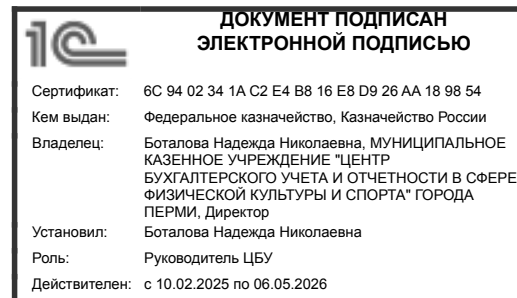 1С
ДОКУМЕНТ ПОДПИСАН
ЭЛЕКТРОННОЙ ПОДПИСЬЮ
Сертификат: 6C 94 02 34 1A C2 E4 B8 16 E8 D9 26 AA 18 98 54
Кем выдан: Федеральное казначейство, Казначейство России
Владелец: Боталова Надежда Николаевна, МУНИЦИПАЛЬНОЕ
КАЗЕННОЕ УЧРЕЖДЕНИЕ "ЦЕНТР
БУХГАЛТЕРСКОГО УЧЕТА И ОТЧЕТНОСТИ В СФЕРЕ
ФИЗИЧЕСКОЙ КУЛЬТУРЫ И СПОРТА" ГОРОДА
ПЕРМИ, Директор
Установил: Боталова Надежда Николаевна
Роль: Руководитель ЦБУ
Действителен: с 10.02.2025 по 06.05.2026